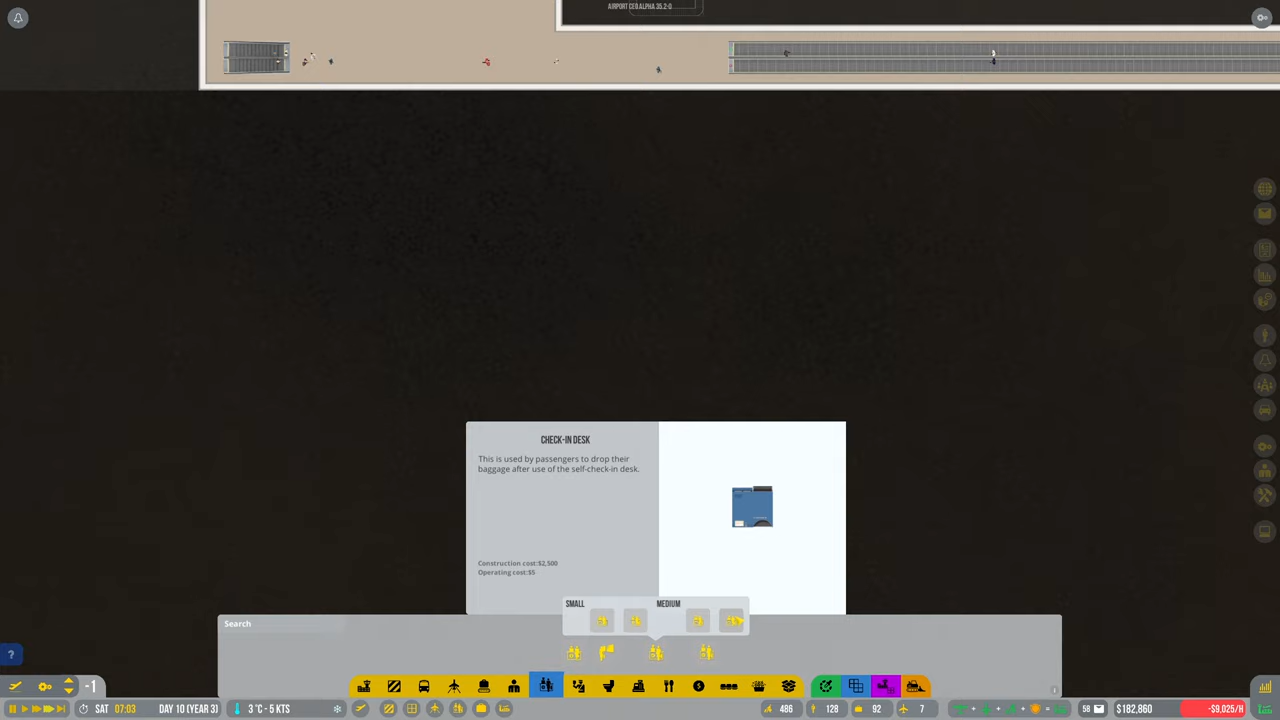 AIRPORT CEO ALPHA 35.2-0
CHECK-IN DESK
This is used by passengers to drop their
baggage after use of the self-check-in desk.
Construction cost:$2,500
Operating cost:$5
SMALL
MEDIUM
Search
?
-1
SAT 07:03 DAY 10 (YEAR 3) 3 °C - 5 KTS 486 128 92 7 + + + = 58 $182,860 -$9,025/H